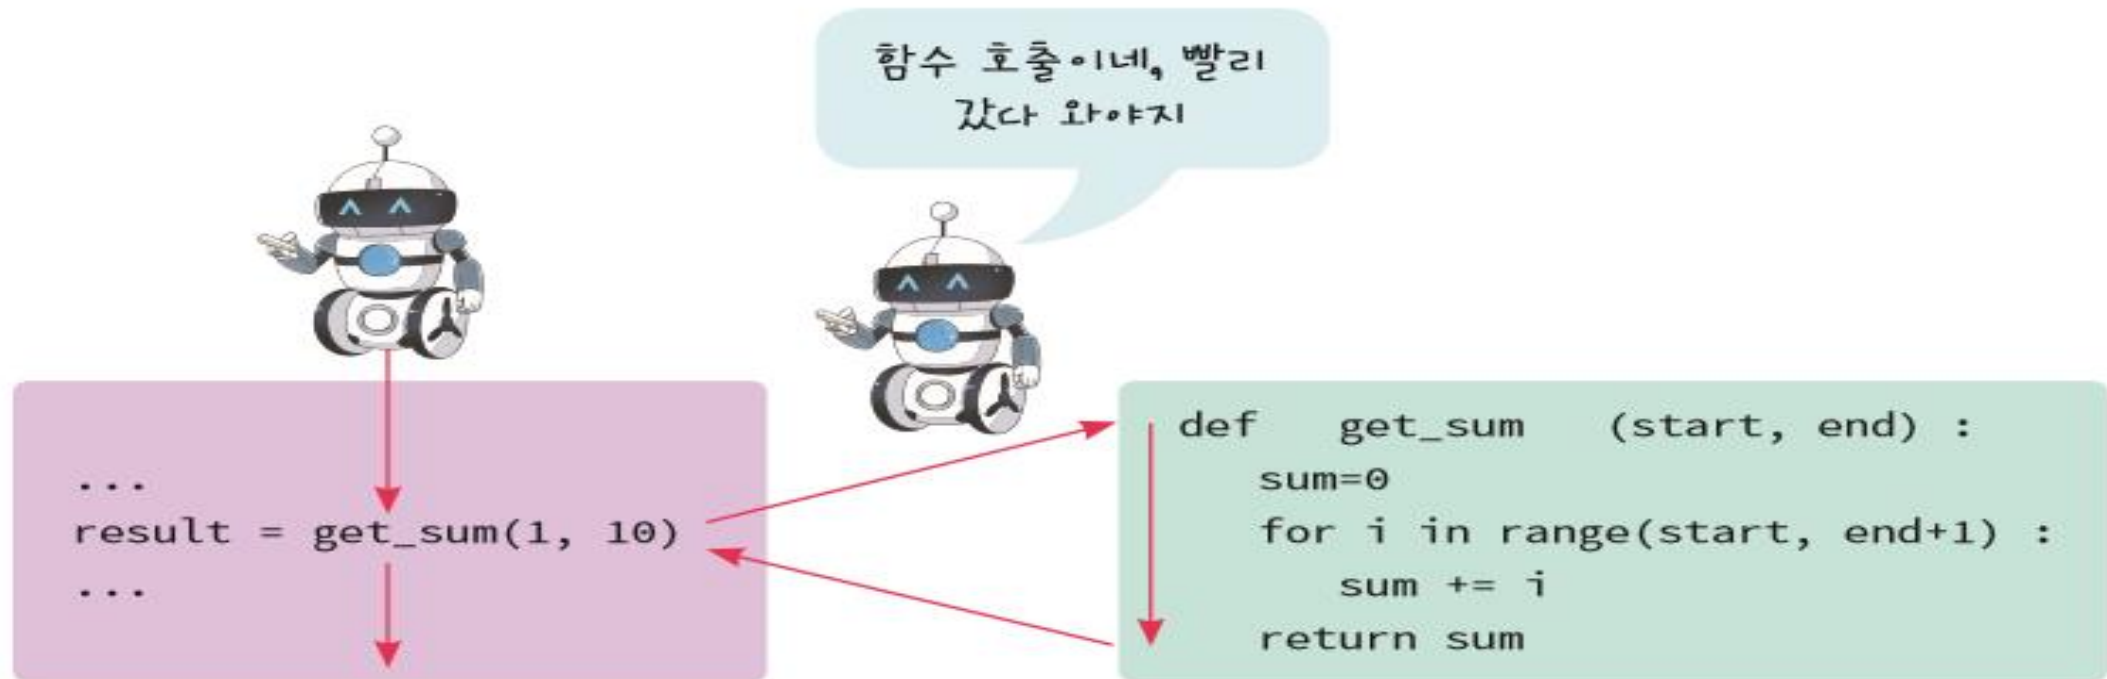 함수 호출이네, 빨리
갔다 와야지
...
result = get_sum(1, 10)
...
def get_sum (start, end) :
sum=0
for i in range(start, end+1) :
sum += i
return sum